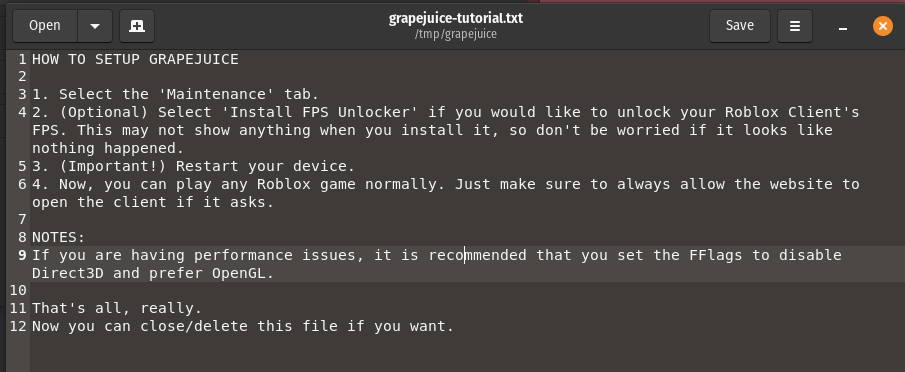 Open
grapejuice-tutorial.txt
/tmp/grapejuice
Save
1 HOW TO SETUP GRAPEJUICE
2
3 1. Select the 'Maintenance' tab.
4 2. (Optional) Select 'Install FPS Unlocker' if you would like to unlock your Roblox Client's
FPS. This may not show anything when you install it, so don't be worried if it looks like
nothing happened.
5 3. (Important!) Restart your device.
6 4. Now, you can play any Roblox game normally. Just make sure to always allow the website to
open the client if it asks.
7
8 NOTES:
9 If you are having performance issues, it is recommended that you set the FFlags to disable
Direct3D and prefer OpenGL.
10
11 That's all, really.
12 Now you can close/delete this file if you want.